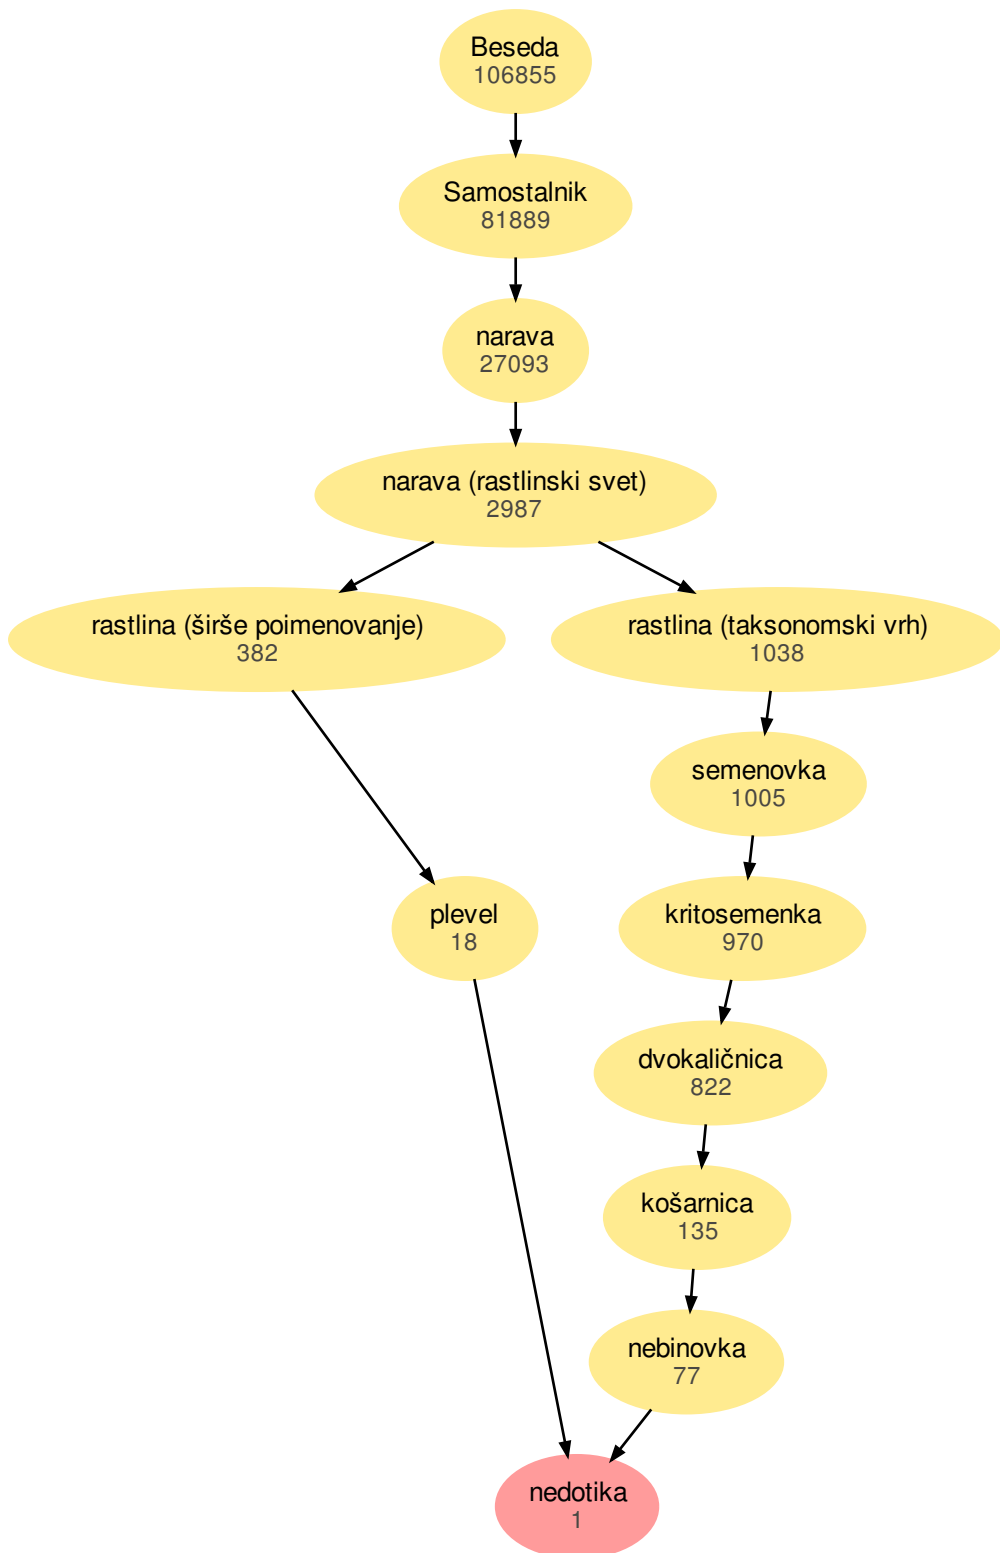 Beseda
106855
Samostalnik
81889
narava
27093
narava (rastlinski svet)
2987
rastlina (širše poimenovanje)
382
rastlina (taksonomski vrh)
1038
semenovka
1005
plevel
18
kritosemenka
970
dvokaličnica
822
košarnica
135
nebinovka
77
nedotika
1